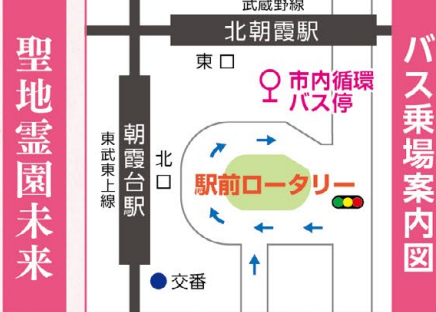 武蔵野線
北朝霞駅
東口
市内循環
バス停
聖地霊園未来
バス乗場案内図
東武東上線
朝霞台駅
北口
駅前ロータリー
交番